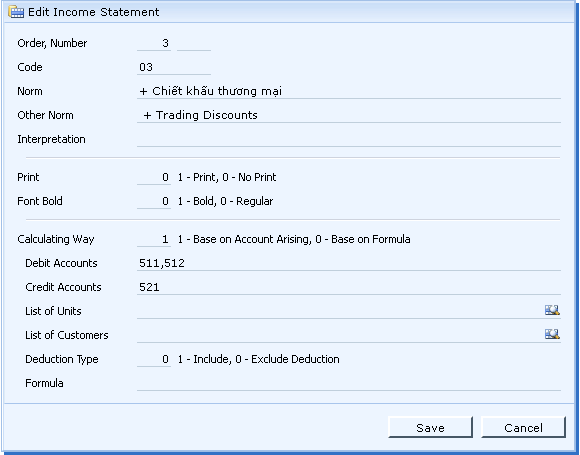 Edit Income Statement
Order, Number 3
Code 03
Norm + Chiết khấu thương mại
Other Norm + Trading Discounts
Interpretation
Print 0 1 - Print, 0 - No Print
Font Bold 0 1 - Bold, 0 - Regular
Calculating Way 1 1 - Base on Account Arising, 0 - Base on Formula
Debit Accounts 511,512
Credit Accounts 521
List of Units
List of Customers
Deduction Type 0 1 - Include, 0 - Exclude Deduction
Formula
Save Cancel